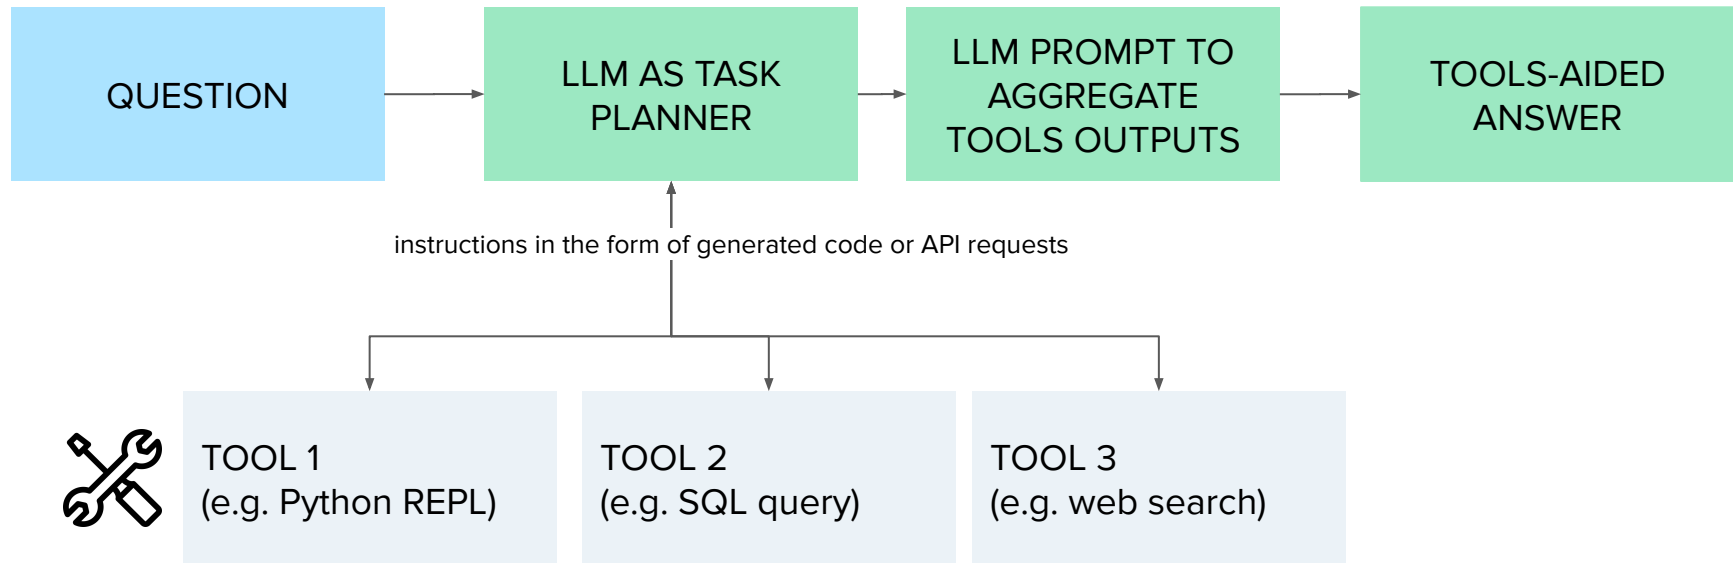 QUESTION
LLM AS TASK
PLANNER
LLM PROMPT TO
AGGREGATE
TOOLS OUTPUTS
TOOLS-AIDED
ANSWER
instructions in the form of generated code or API requests
TOOL 1
(e.g. Python REPL)
TOOL 2
(e.g. SQL query)
TOOL 3
(e.g. web search)